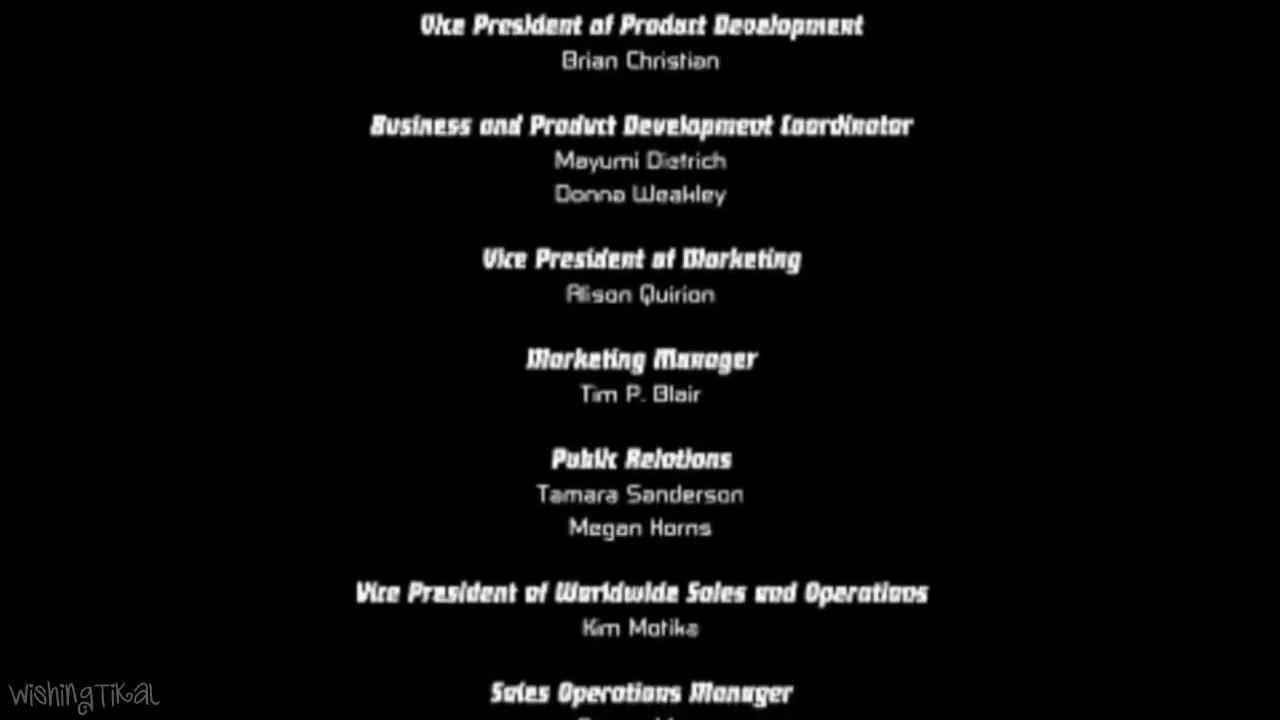 Vice President of Product Development
Brian Christian
Business and Product Development Coordinator
Mayumi Dietrich
Donna Weakley
Vice President of Marketing
Alison Quirion
Marketing Manager
Tim P. Blair
Public Relations
Tamara Sanderson
Megan Korns
Vice President of Worldwide Sales and Operations
Kim Motika
Sales Operations Manager
WishingTikal